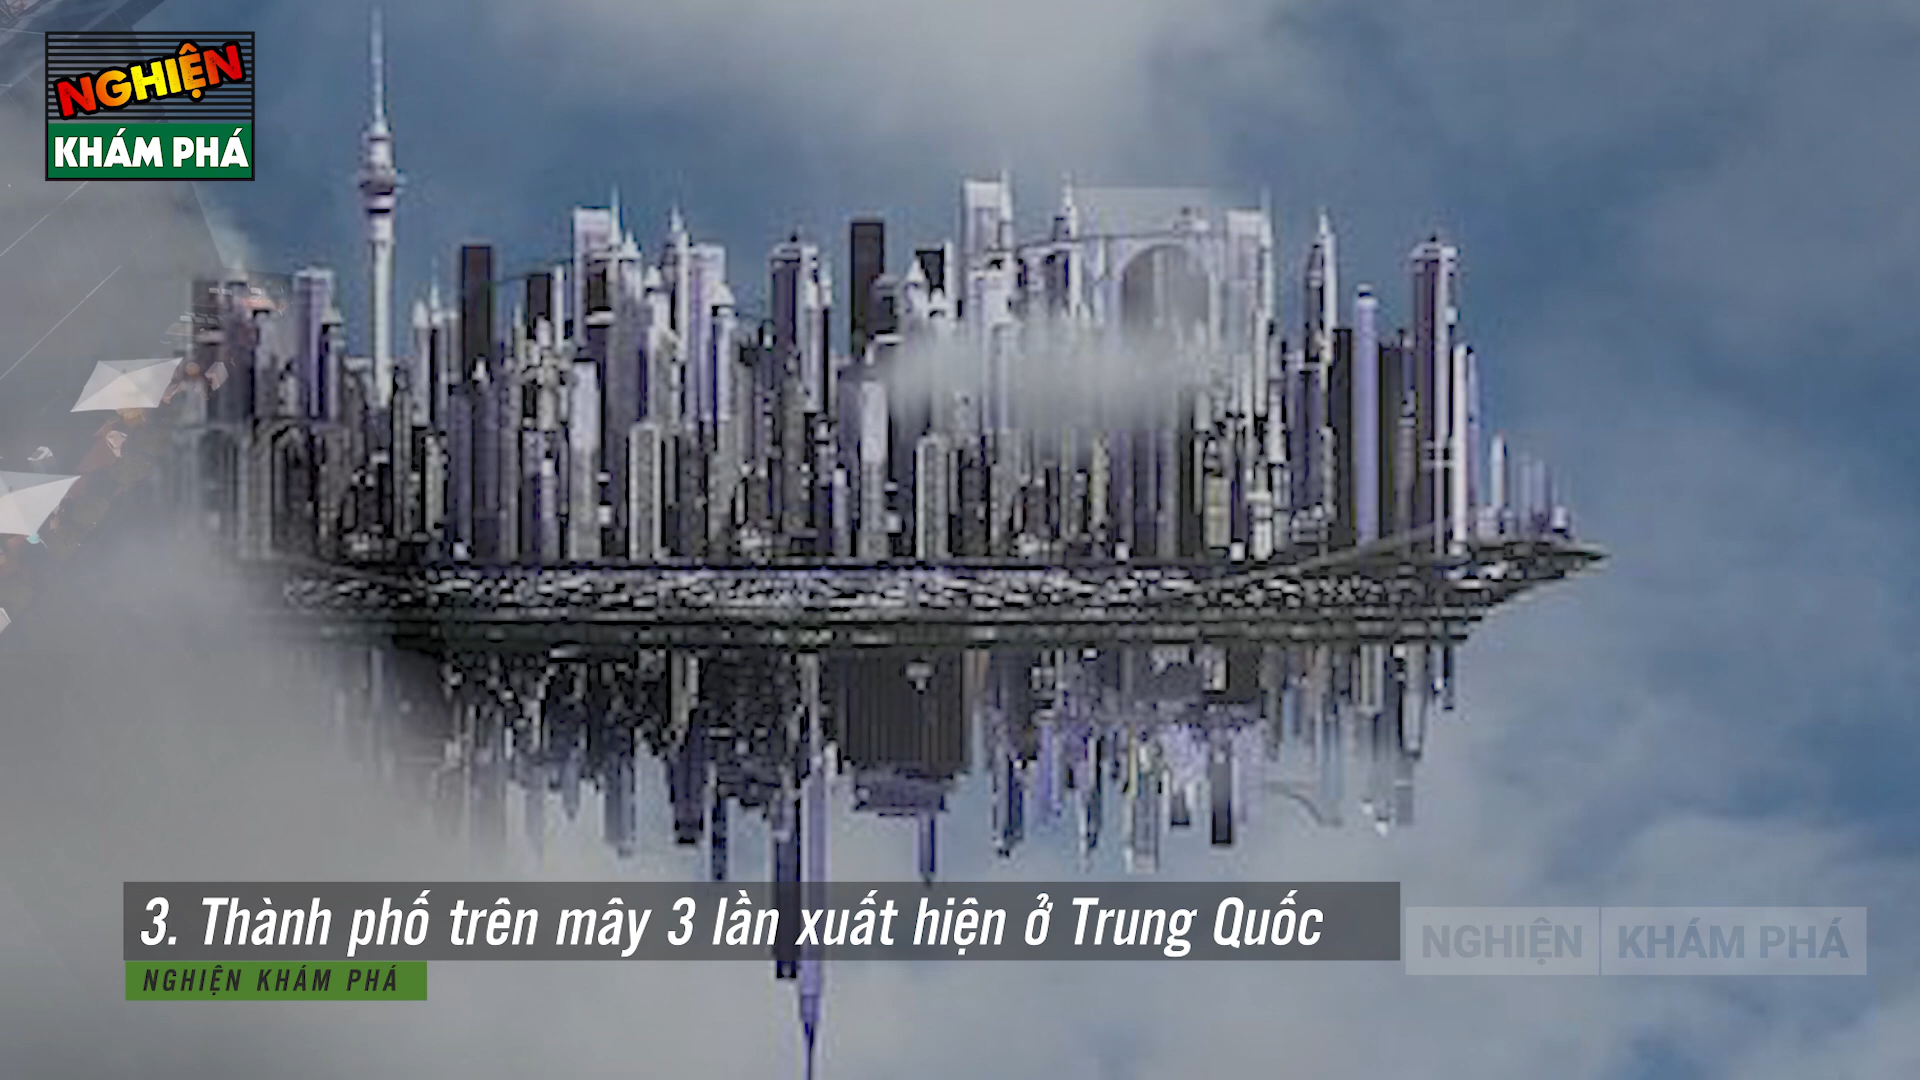 NGHIỆN
KHÁM PHÁ
3. Thành phố trên mây 3 lần xuất hiện ở Trung Quốc
NGHIỆN KHÁM PHÁ
NGHIỆN KHÁM PHÁ